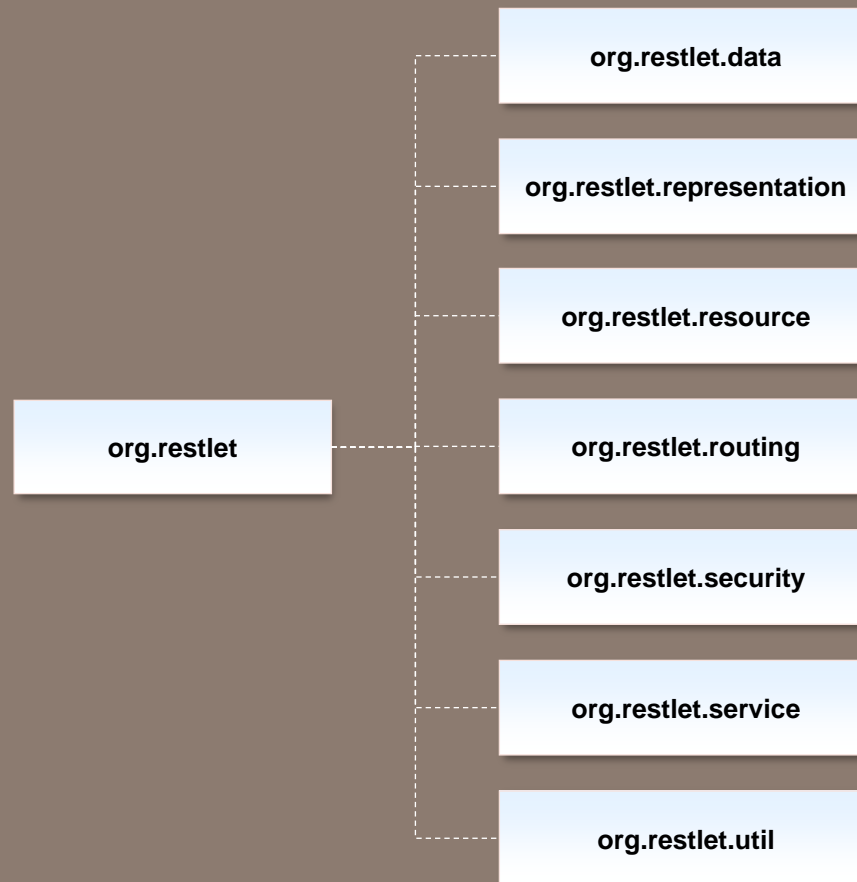 org.restlet.data
org.restlet.representation
org.restlet.resource
org.restlet
org.restlet.routing
org.restlet.security
org.restlet.service
org.restlet.util